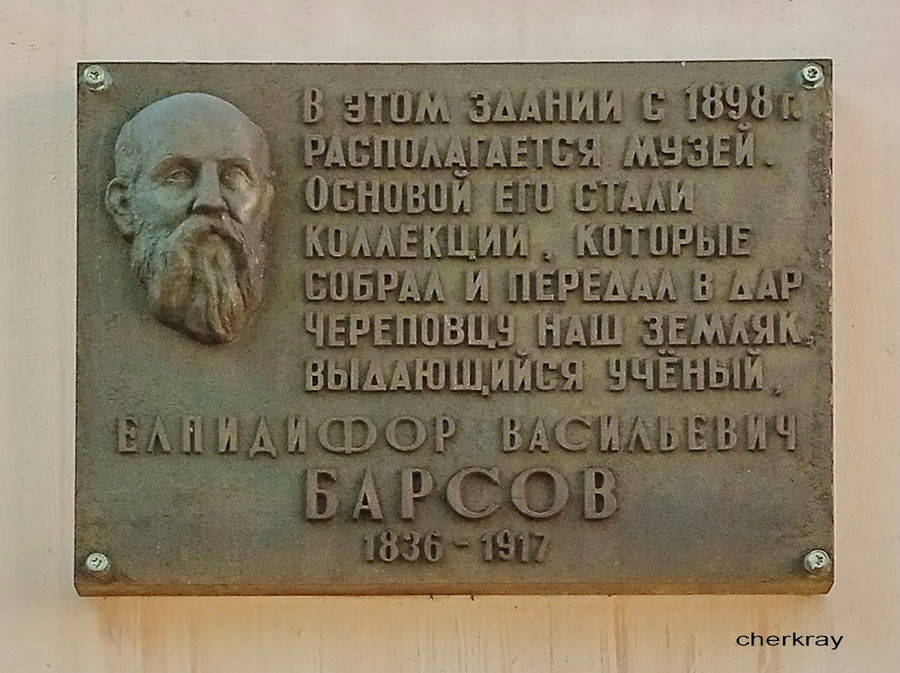 В ЭТОМ ЗДАНИИ С 1898 г.
РАСПОЛАГАЕТСЯ МУЗЕЙ.
ОСНОВОЙ ЕГО СТАЛИ
КОЛЛЕКЦИИ, КОТОРЫЕ
СОБРАЛ И ПЕРЕДАЛ В ДАР
ЧЕРЕПОВЦУ НАШ ЗЕМЛЯК,
ВЫДАЮЩИЙСЯ УЧЁНЫЙ,
ЕЛПИДИФОР ВАСИЛЬЕВИЧ
БАРСОВ
1836 - 1917
cherkray